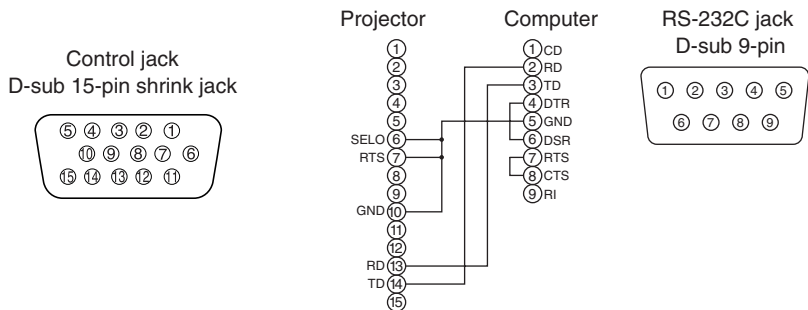 Control jack
D-sub 15-pin shrink jack
⑤ ④ ③ ② ①
⑩ ⑨ ⑧ ⑦ ⑥
⑮ ⑭ ⑬ ⑫ ⑪
Projector
①
②
③
④
⑤
SELO ⑥
RTS ⑦
⑧
⑨
GND ⑩
⑪
⑫
RD ⑬
TD ⑭
⑮
Computer
① CD
② RD
③ TD
④ DTR
⑤ GND
⑥ DSR
⑦ RTS
⑧ CTS
⑨ RI
RS-232C jack
D-sub 9-pin
① ② ③ ④ ⑤
⑥ ⑦ ⑧ ⑨